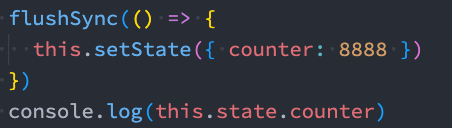 flushSync(() => {
  this.setState({ counter: 8888 })
})
console.log(this.state.counter)